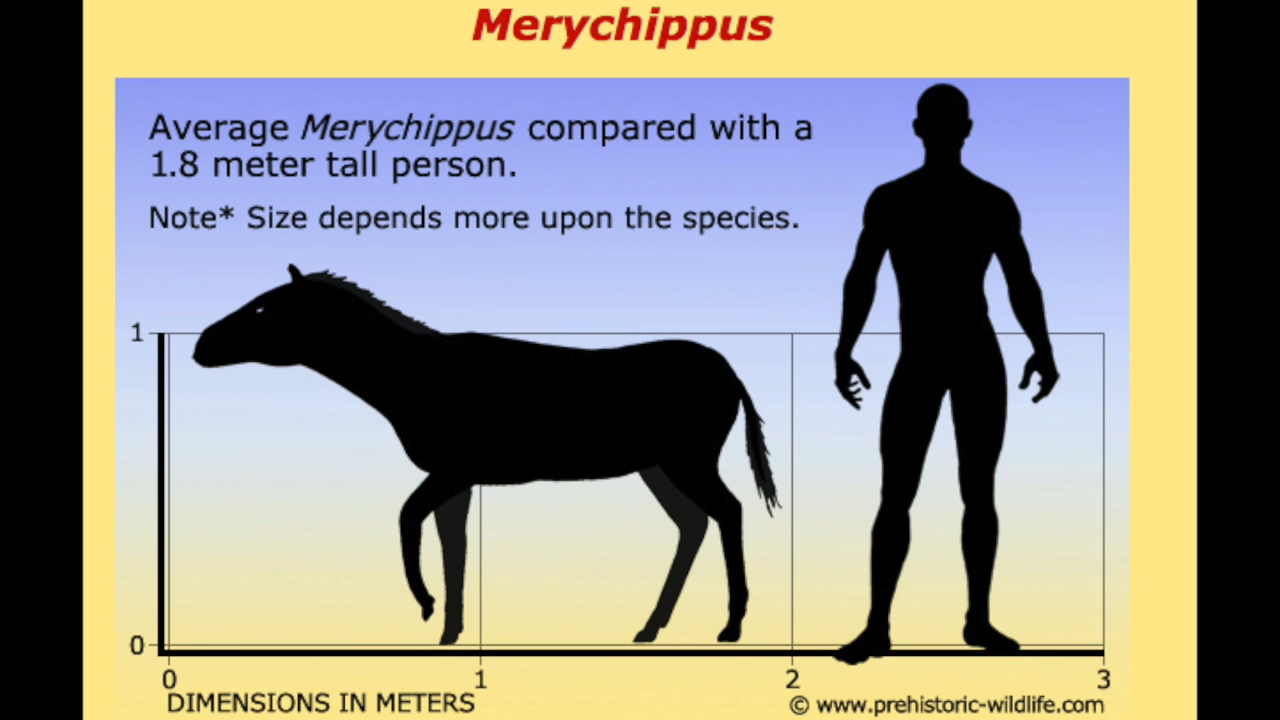 Merychippus
Average Merychippus compared with a
1.8 meter tall person.
Note* Size depends more upon the species.
1
0
0 1 2 3
DIMENSIONS IN METERS
© www.prehistoric-wildlife.com